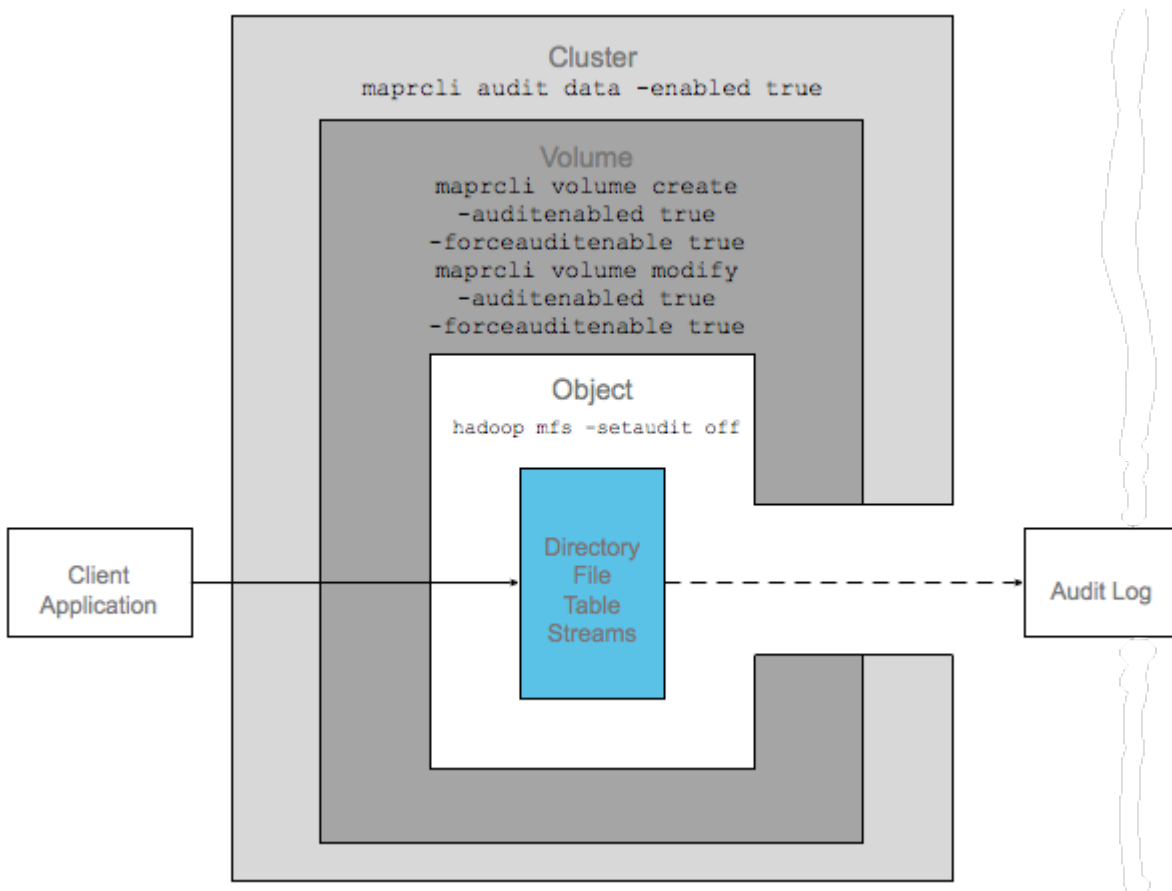 Cluster
maprcli audit data -enabled true
Volume
maprcli volume create
-auditenabled true
-forceauditenable true
maprcli volume modify
-auditenabled true
-forceauditenable true
Object
hadoop mfs -setaudit off
Client
Application
Directory
File
Table
Streams
Audit Log